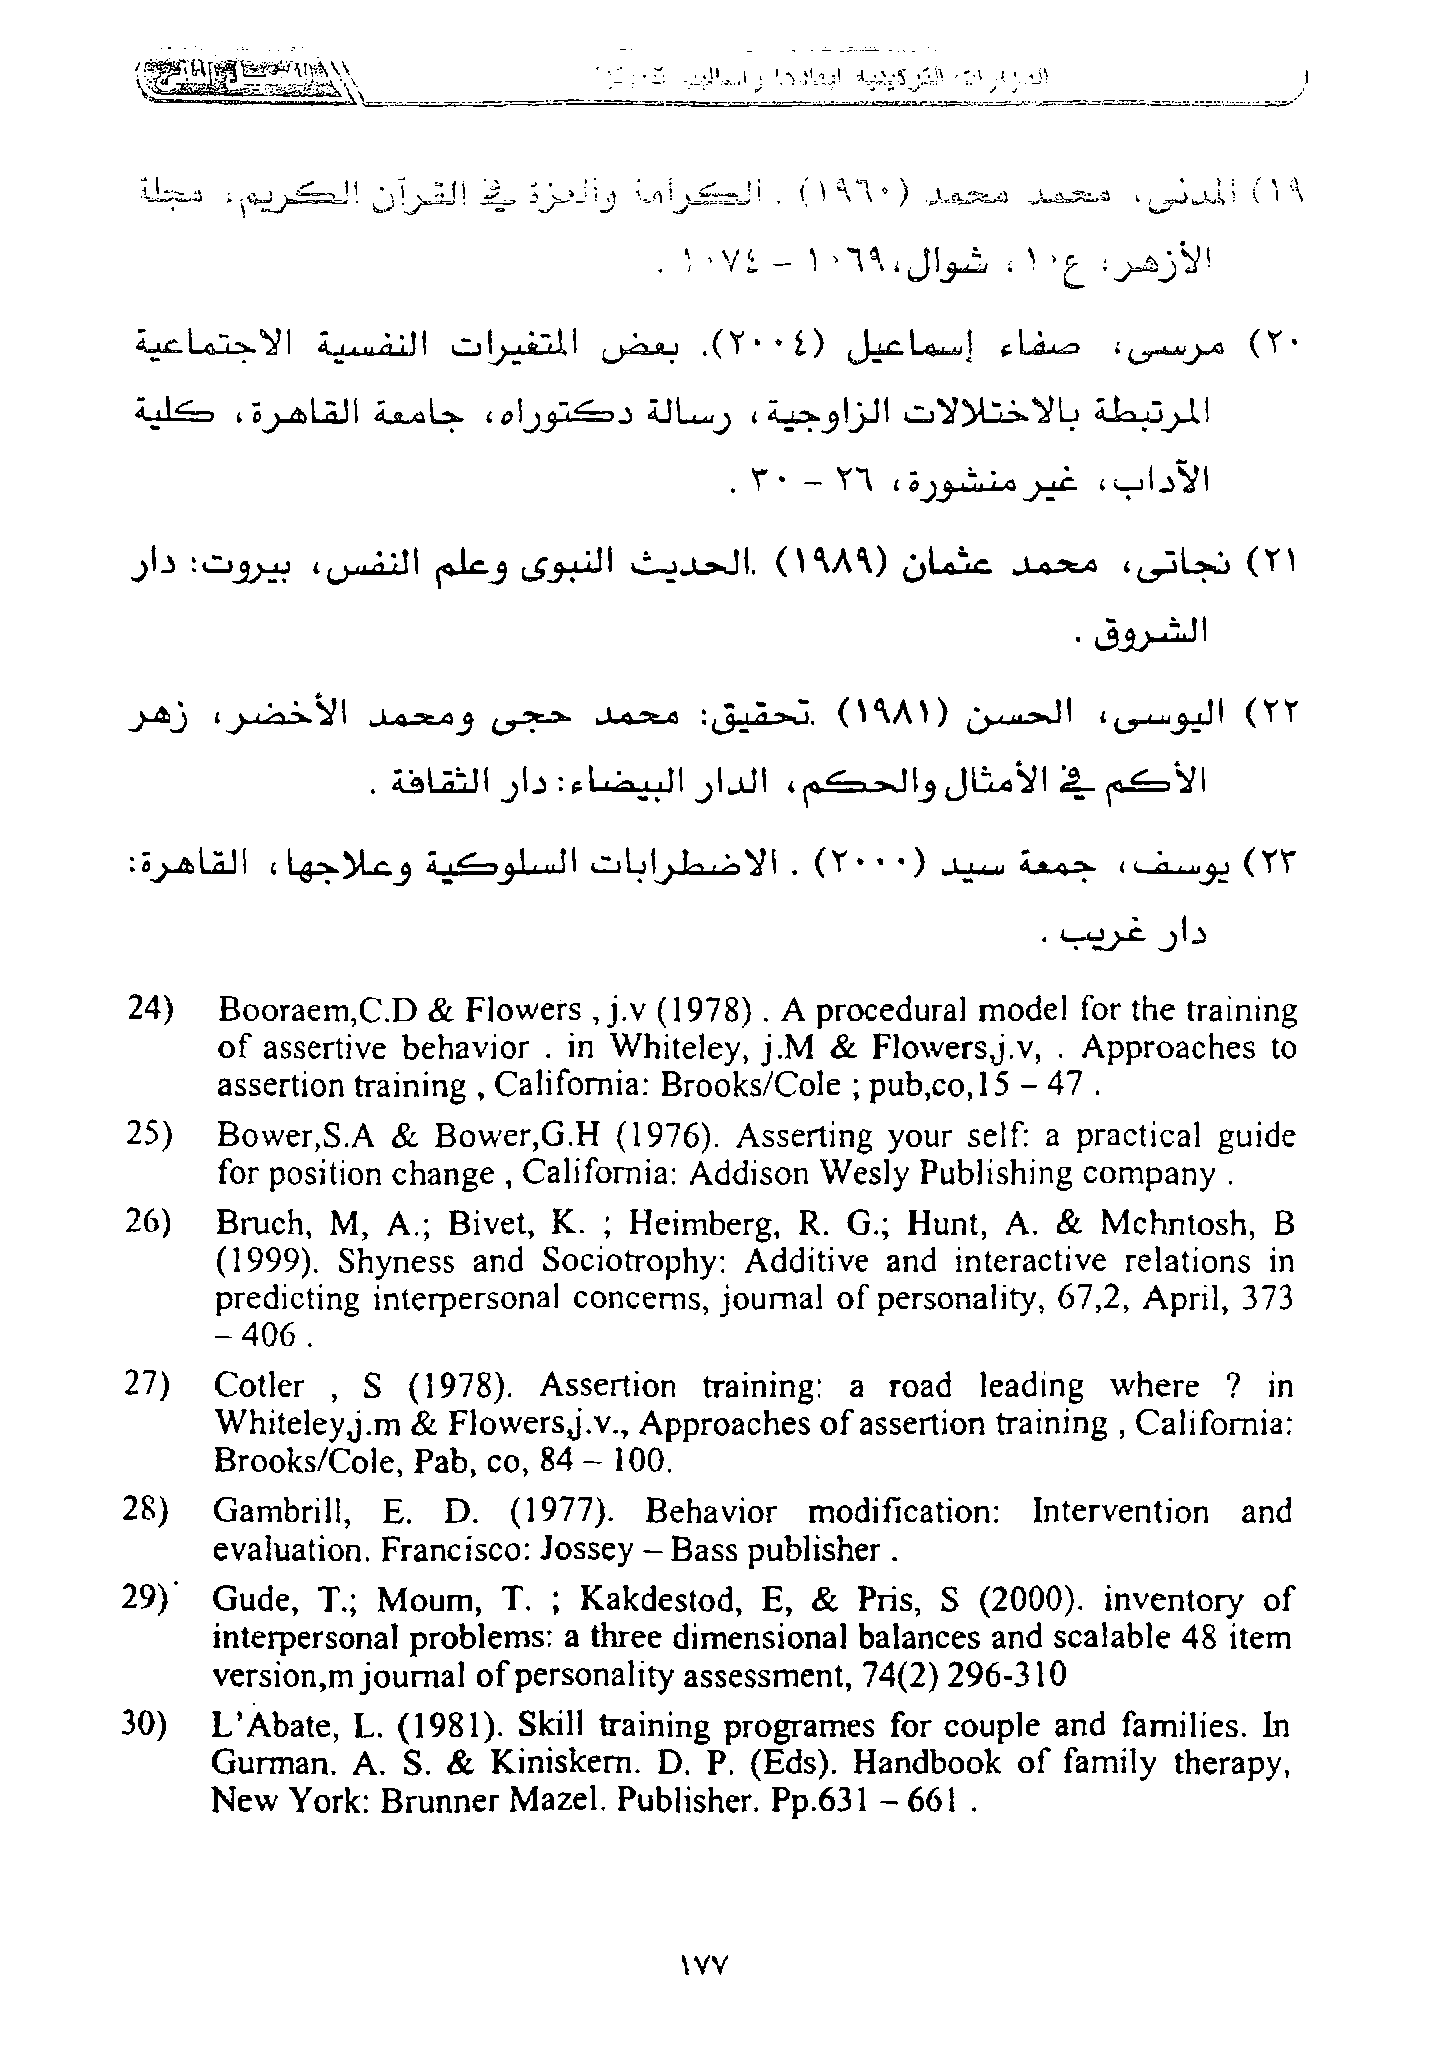 ١٩) المدنى، محمد محمد (١٩٦٠) . الكرامة والعزة في القرآن الكريم، مجلة
الأزهر، ع١٠، شوال،١٠٦٩ – ١٠٧٤ .
٢٠) مرسى، صفاء إسماعيل (٢٠٠٤). بعض المتغيرات النفسية الاجتماعية
المرتبطة بالاختلالات الزاوجية، رسالة دكتوراه، جامعة القاهرة، كلية
الآداب، غير منشورة، ٢٦ – ٣٠ .
٢١) نجاتى، محمد عثمان (١٩٨٩) .الحديث النبوى وعلم النفس، بيروت: دار
الشروق .
٢٢) اليوسى، الحسن (١٩٨١) .تحقيق: محمد حجى ومحمد الأخضر، زهر
الأكم في الأمثال والحكم، الدار البيضاء: دار الثقافة .
٢٣) يوسف، جمعة سيد (٢٠٠٠) . الاضطرابات السلوكية وعلاجها، القاهرة:
دار غريب .
24) Booraem,C.D & Flowers ,j.v (1978) . A procedural model for the training
of assertive behavior . in Whiteley, j.M & Flowers,j.v, . Approaches to
assertion training , California: Brooks/Cole ; pub,co,15 – 47 .
25) Bower,S.A & Bower,G.H (1976). Asserting your self: a practical guide
for position change , California: Addison Wesly Publishing company .
26) Bruch, M, A.; Bivet, K. ; Heimberg, R. G.; Hunt, A. & Mchntosh, B
(1999). Shyness and Sociotrophy: Additive and interactive relations in
predicting interpersonal concerns, journal of personality, 67,2, April, 373
– 406 .
27) Cotler , S (1978). Assertion training: a road leading where ? in
Whiteley,j.m & Flowers,j.v., Approaches of assertion training , California:
Brooks/Cole, Pab, co, 84 – 100.
28) Gambrill, E. D. (1977). Behavior modification: Intervention and
evaluation. Francisco: Jossey – Bass publisher .
29) Gude, T.; Moum, T. ; Kakdestod, E, & Pris, S (2000). inventory of
interpersonal problems: a three dimensional balances and scalable 48 item
version,m journal of personality assessment, 74(2) 296-310
30) L'Abate, L. (1981). Skill training programes for couple and families. In
Gurman. A. S. & Kiniskern. D. P. (Eds). Handbook of family therapy,
New York: Brunner Mazel. Publisher. Pp.631 – 661 .
١٧٧